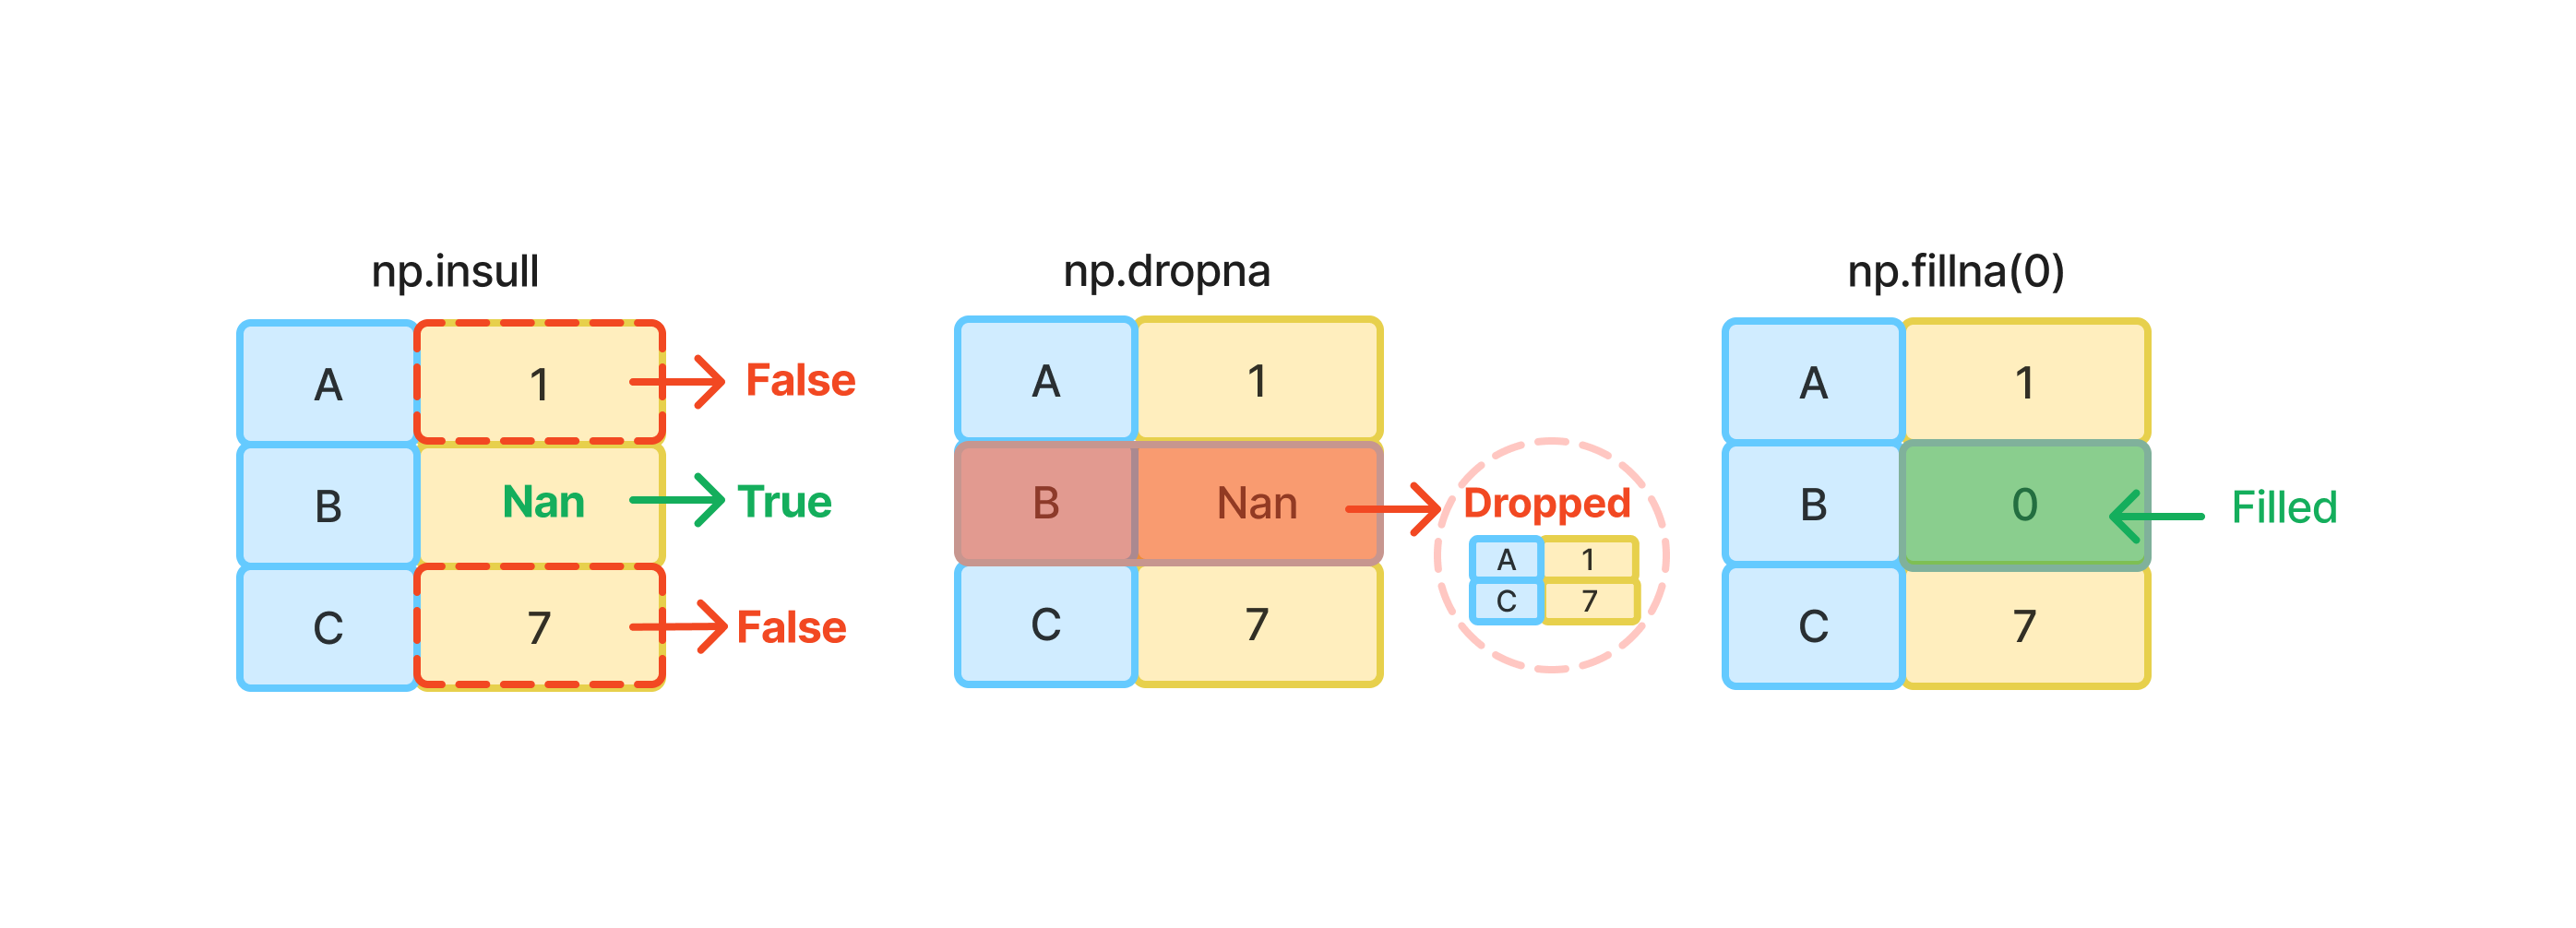 np.insull
A 1 False
B Nan True
C 7 False
np.dropna
A 1
B Nan Dropped
C 7
A 1
C 7
np.fillna(0)
A 1
B 0 Filled
C 7